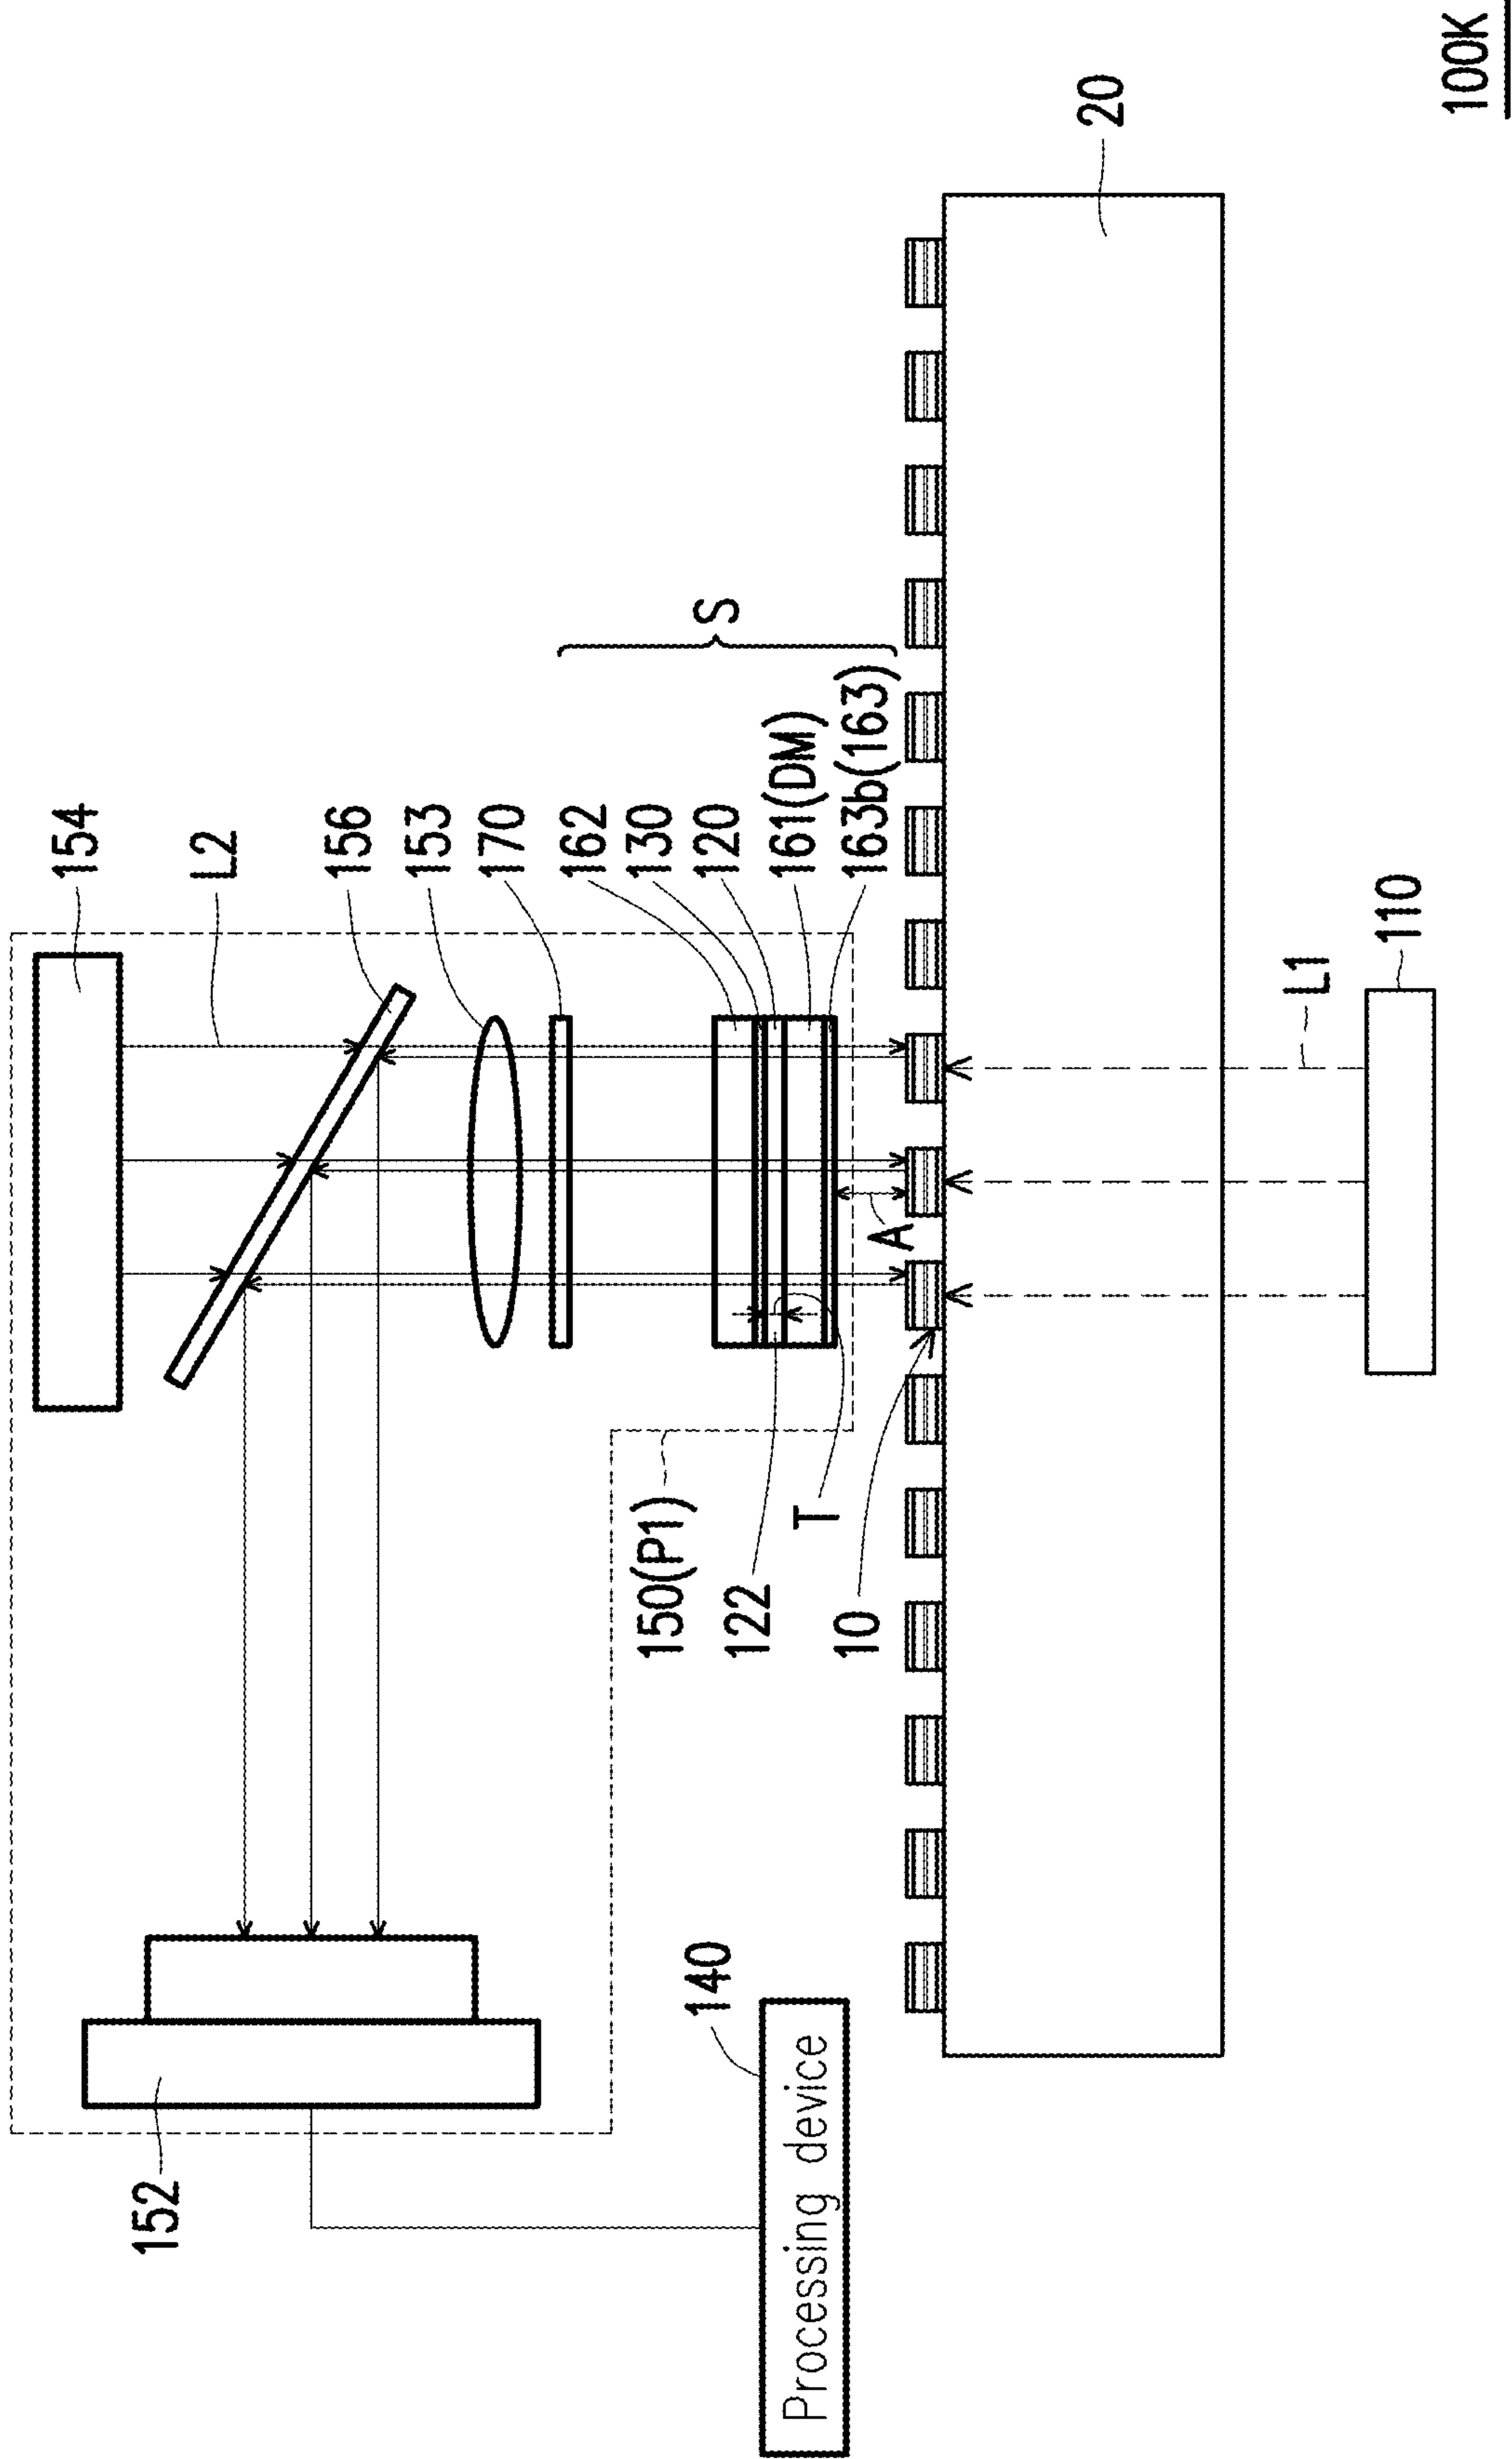 154
152
L2
156
153
170
162
130
150(P1)
140
120
S
122
161(DM)
Processing device
T
10
163b(163)
A
20
L1
110
100K